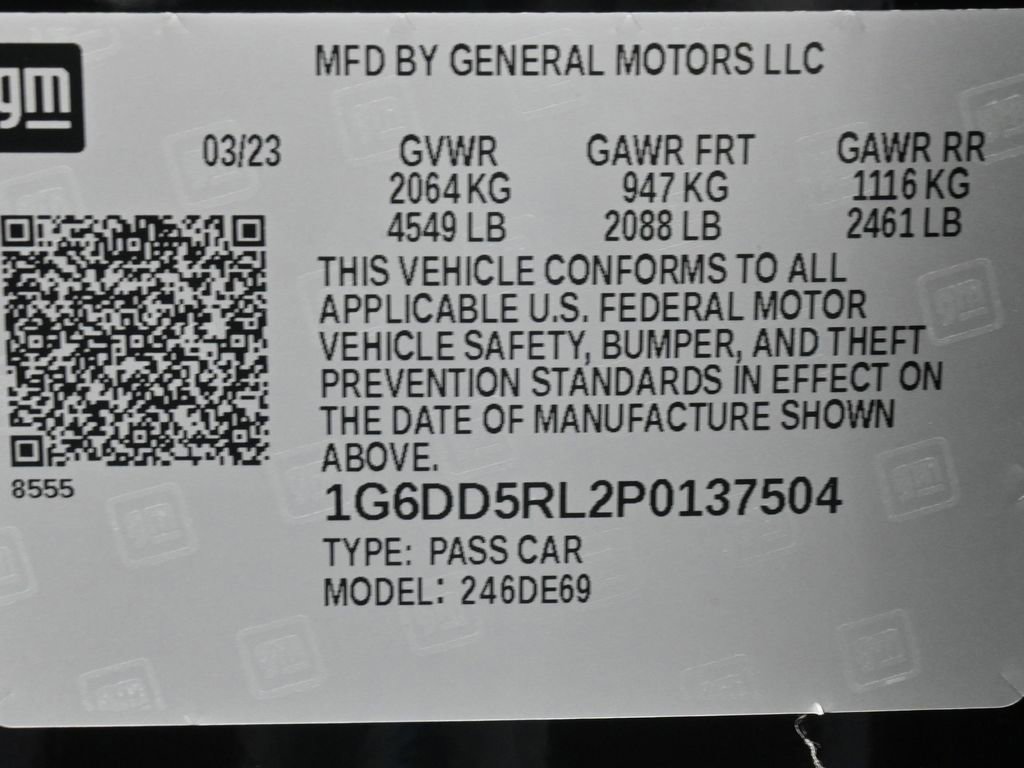 gm
MFD BY GENERAL MOTORS LLC
03/23 GVWR GAWR FRT GAWR RR
2064 KG 947 KG 1116 KG
4549 LB 2088 LB 2461 LB
THIS VEHICLE CONFORMS TO ALL
APPLICABLE U.S. FEDERAL MOTOR
VEHICLE SAFETY, BUMPER, AND THEFT
PREVENTION STANDARDS IN EFFECT ON
THE DATE OF MANUFACTURE SHOWN
ABOVE.
8555
1G6DD5RL2P0137504
TYPE: PASS CAR
MODEL: 246DE69